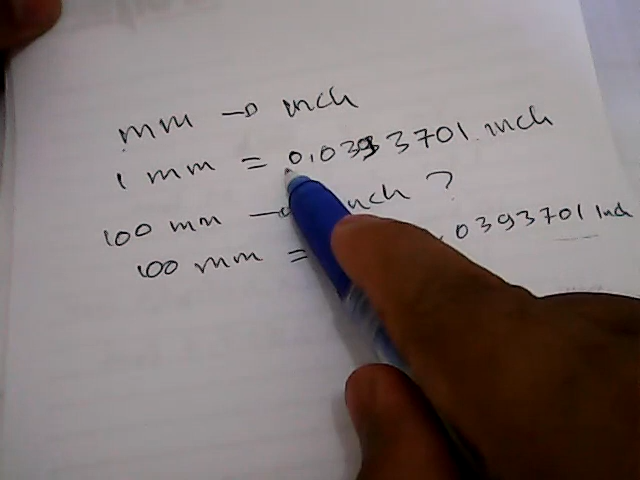 mm → inch
1 mm = 0.0393701 inch
100 mm → inch ?
100 mm = .0393701 inch